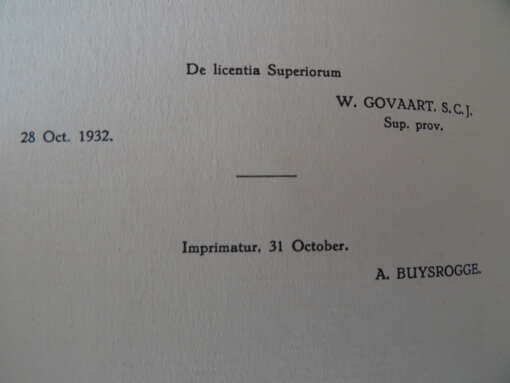 De licentia Superiorum
W. GOVAART. S.C.J.
Sup. prov.
28 Oct. 1932.
Imprimatur, 31 October.
A. BUYSROGGE.